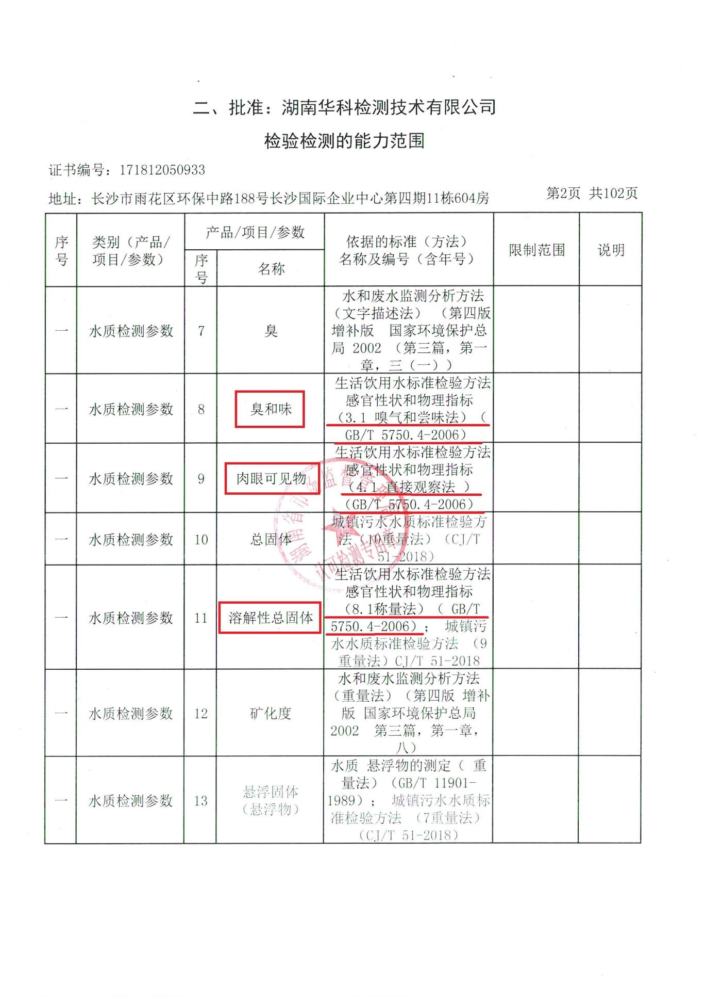 二、批准：湖南华科检测技术有限公司
检验检测的能力范围
证书编号：171812050933
地址：长沙市雨花区环保中路188号长沙国际企业中心第四期11栋604房
第2页 共102页
序
号
类别（产品/
项目/参数）
产品/项目/参数
序
号
名称
依据的标准（方法）
名称及编号（含年号）
限制范围
说明
一
水质检测参数
7
臭
水和废水监测分析方法
（文字描述法）（第四版
增补版 国家环境保护总
局 2002 （第三篇，第一
章，三（一））
一
水质检测参数
8
臭和味
生活饮用水标准检验方法
感官性状和物理指标
（3.1 嗅气和尝味法）（
GB/T 5750.4-2006）
一
水质检测参数
9
肉眼可见物
生活饮用水标准检验方法
感官性状和物理指标
（4.1 直接观察法 ）
（GB/T 5750.4-2006）
一
水质检测参数
10
总固体
城镇污水水质标准检验方
法（10重量法）（CJ/T
51-2018）
一
水质检测参数
11
溶解性总固体
生活饮用水标准检验方法
感官性状和物理指标
（8.1称量法）（ GB/T
5750.4-2006）； 城镇污
水水质标准检验方法 （9
重量法）CJ/T 51-2018
一
水质检测参数
12
矿化度
水和废水监测分析方法
（重量法）（第四版 增补
版 国家环境保护总局
2002 第三篇，第一章，
八）
一
水质检测参数
13
悬浮固体
（悬浮物）
水质 悬浮物的测定（ 重
量法）（GB/T 11901-
1989）； 城镇污水水质标
准检验方法 （7重量法）
（CJ/T 51-2018）
湖南省市场监督管理局
认可检测专用章